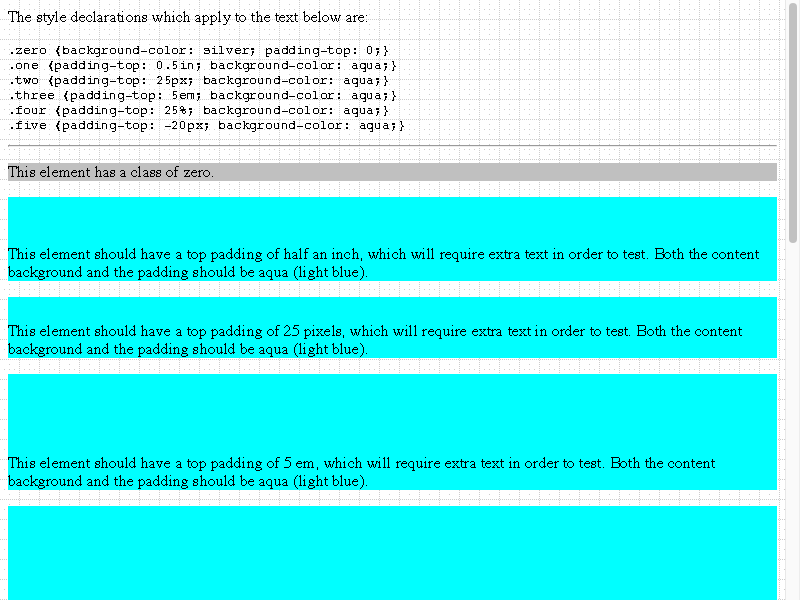 The style declarations which apply to the text below are:
.zero {background-color: silver; padding-top: 0;}
.one {padding-top: 0.5in; background-color: aqua;}
.two {padding-top: 25px; background-color: aqua;}
.three {padding-top: 5em; background-color: aqua;}
.four {padding-top: 25%; background-color: aqua;}
.five {padding-top: -20px; background-color: aqua;}
This element has a class of zero.
This element should have a top padding of half an inch, which will require extra text in order to test. Both the content
background and the padding should be aqua (light blue).
This element should have a top padding of 25 pixels, which will require extra text in order to test. Both the content
background and the padding should be aqua (light blue).
This element should have a top padding of 5 em, which will require extra text in order to test. Both the content
background and the padding should be aqua (light blue).